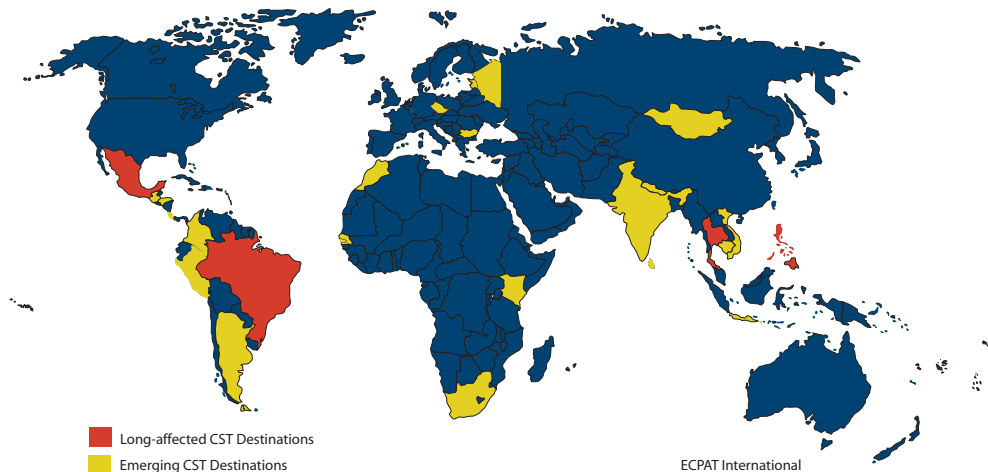 Long-affected CST Destinations
Emerging CST Destinations
ECPAT International